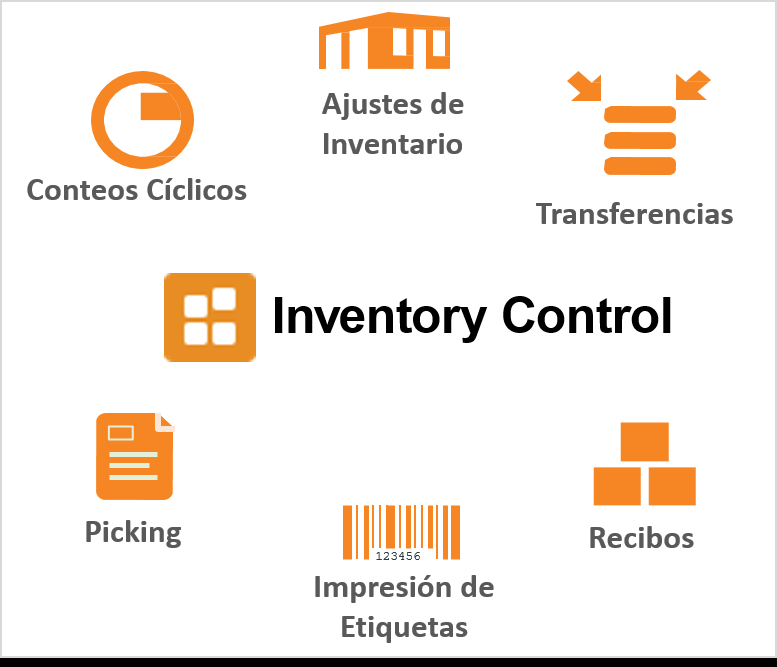 Ajustes de
Inventario
Conteos Cíclicos
Transferencias
Inventory Control
Picking
Recibos
123456
Impresión de
Etiquetas